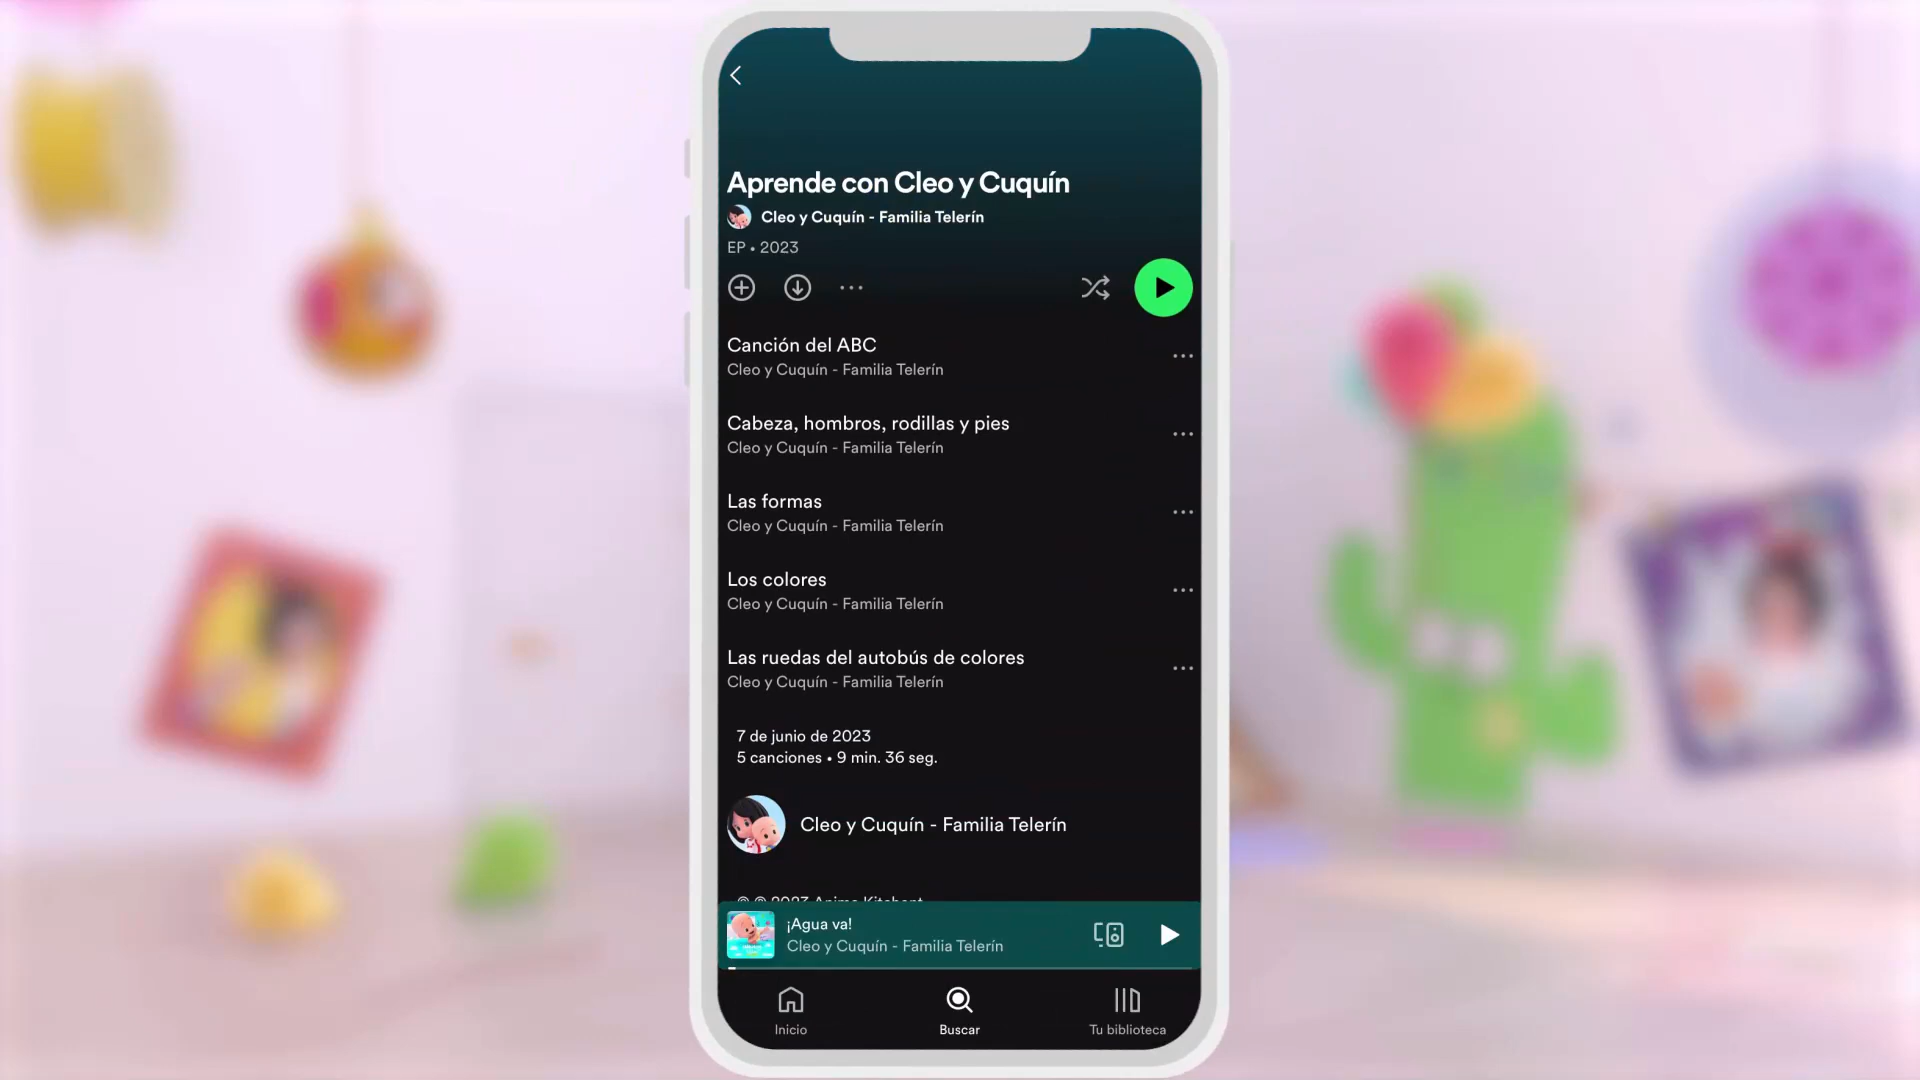 Aprende con Cleo y Cuquín
Cleo y Cuquín - Familia Telerín
EP • 2023
Canción del ABC
Cleo y Cuquín - Familia Telerín
Cabeza, hombros, rodillas y pies
Cleo y Cuquín - Familia Telerín
Las formas
Cleo y Cuquín - Familia Telerín
Los colores
Cleo y Cuquín - Familia Telerín
Las ruedas del autobús de colores
Cleo y Cuquín - Familia Telerín
7 de junio de 2023
5 canciones • 9 min. 36 seg.
Cleo y Cuquín - Familia Telerín
2023 Anima Kitchent
¡Agua va!
Cleo y Cuquín - Familia Telerín
Inicio
Buscar
Tu biblioteca